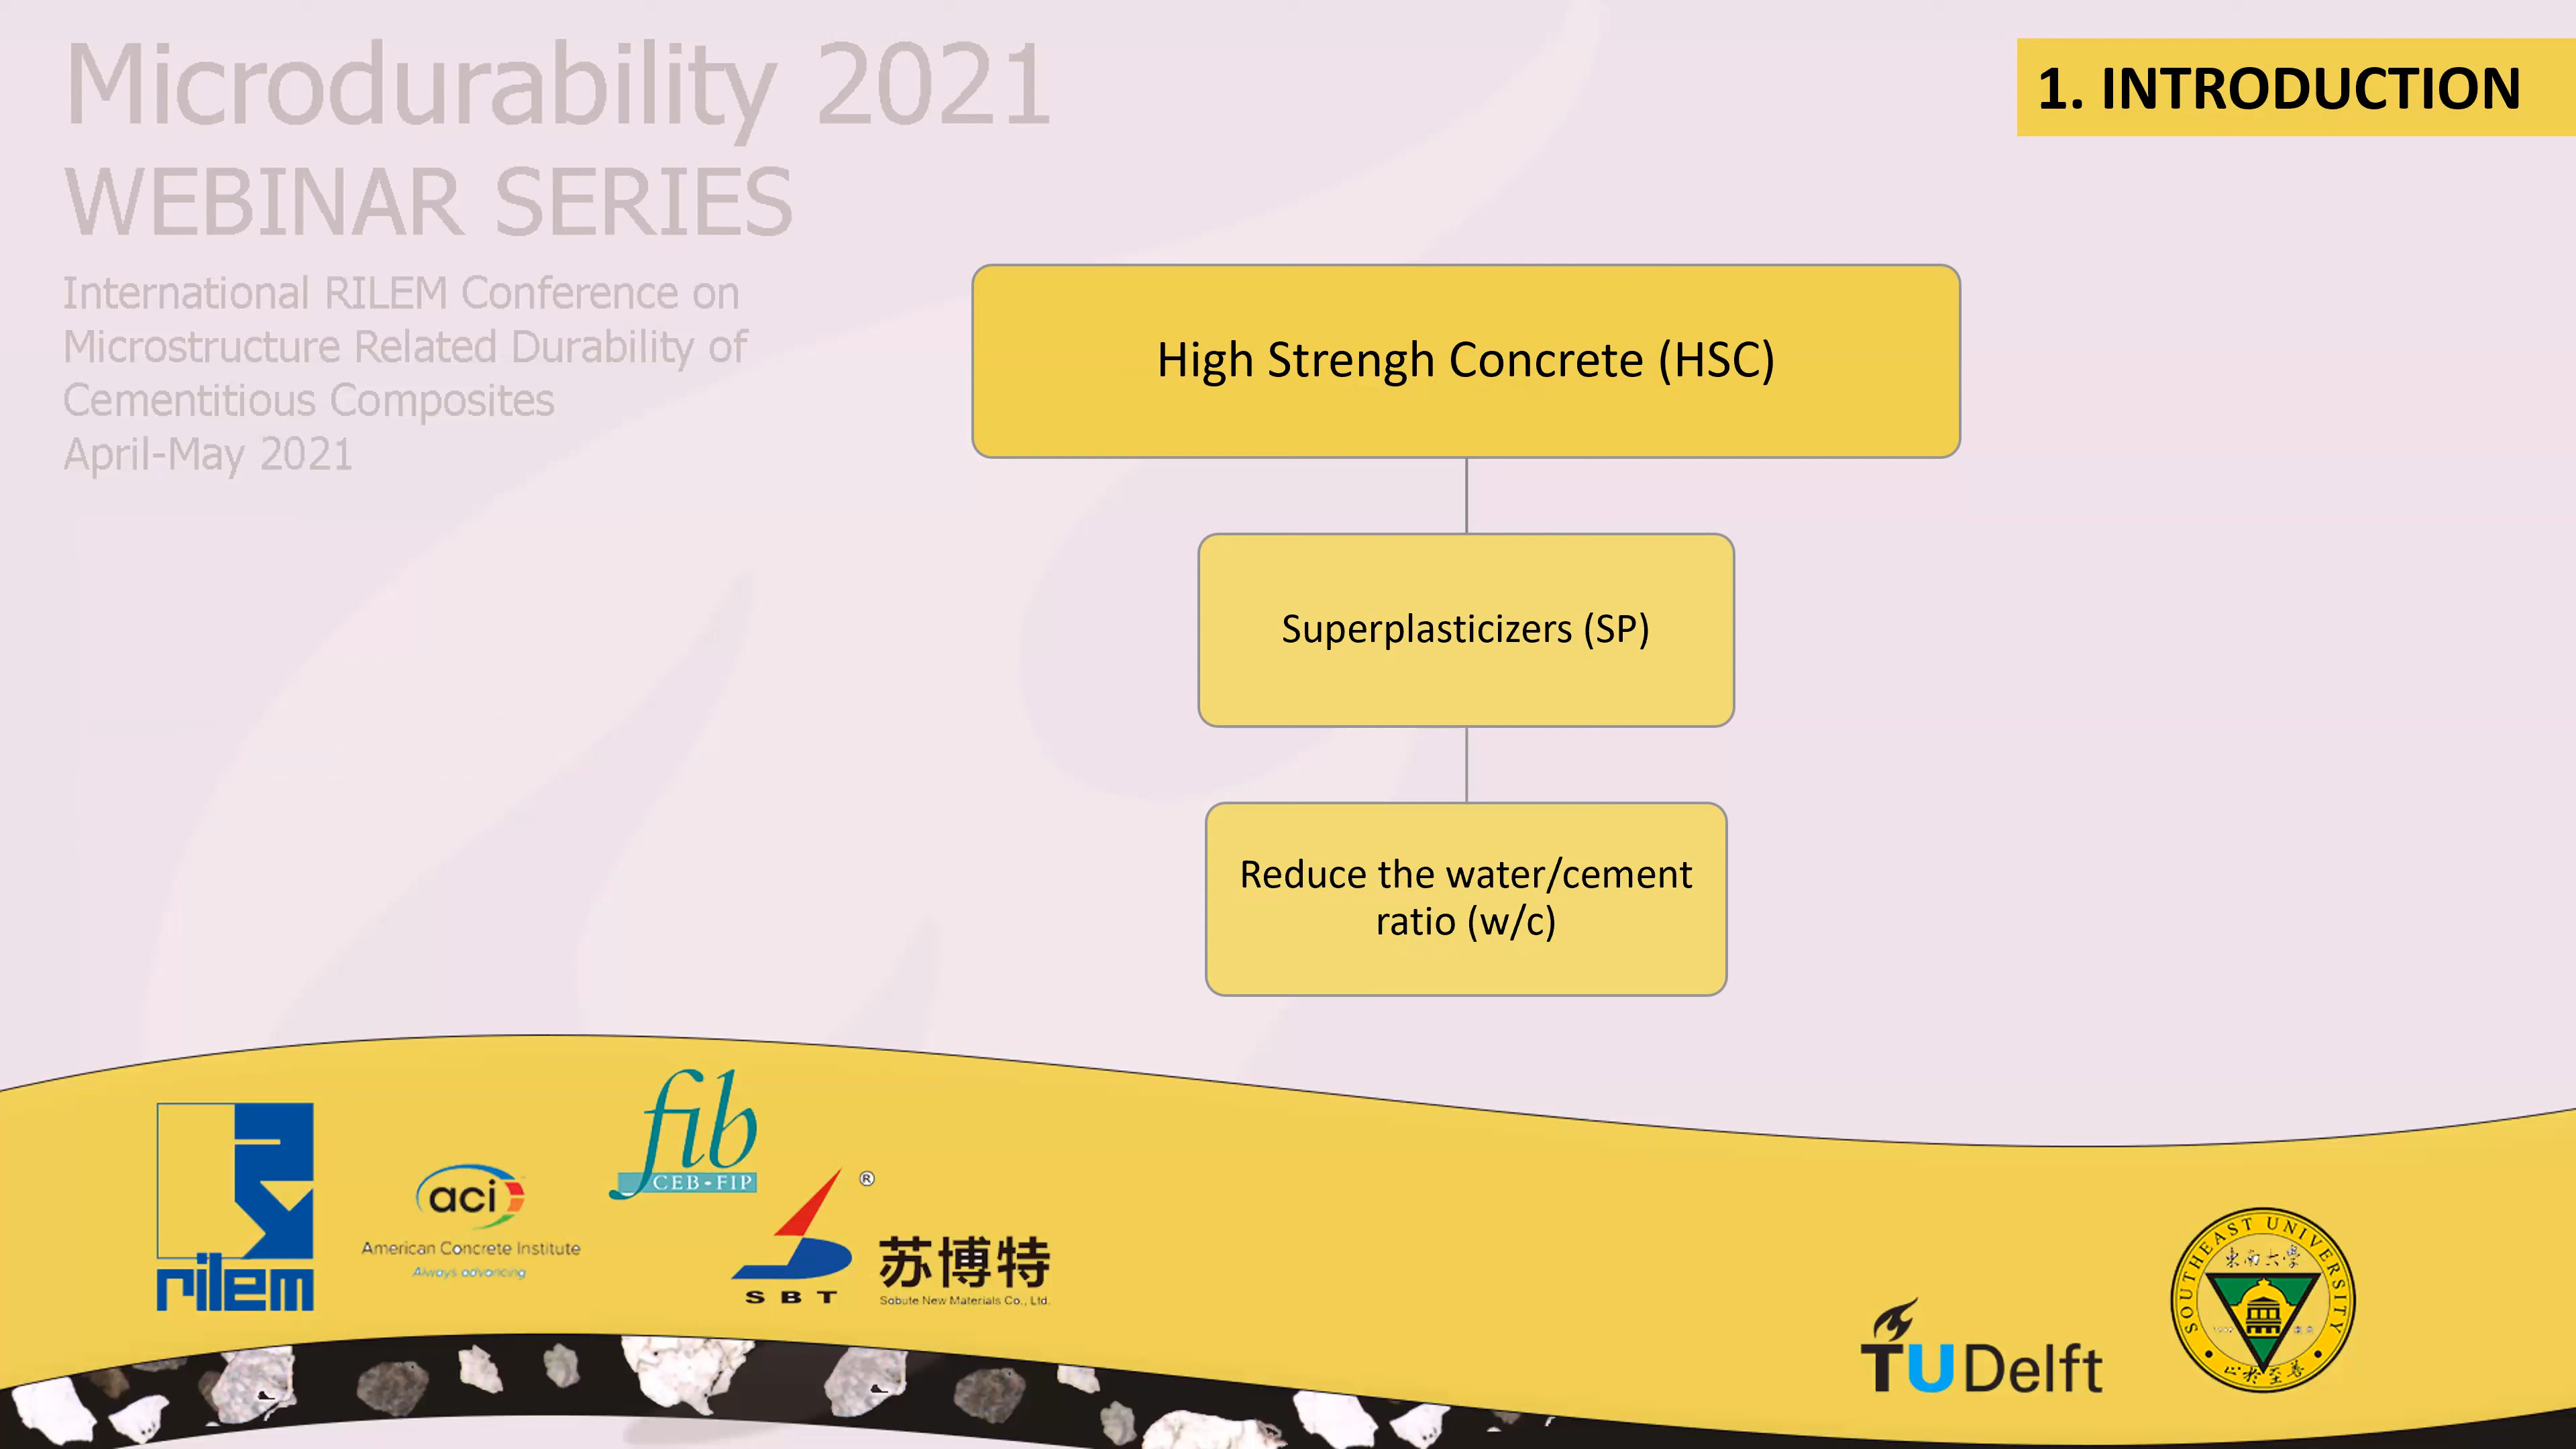 Microdurability 2021
WEBINAR SERIES
International RILEM Conference on
Microstructure Related Durability of
Cementitious Composites
April-May 2021
1. INTRODUCTION
High Strengh Concrete (HSC)
Superplasticizers (SP)
Reduce the water/cement
ratio (w/c)
rilem
aci
American Concrete Institute
Always advancing
fib
CEB-FIP
®
SBT
苏博特
Sobute New Materials Co., Ltd.
TUDelft
SOUTHEAST UNIVERSITY
東南大學